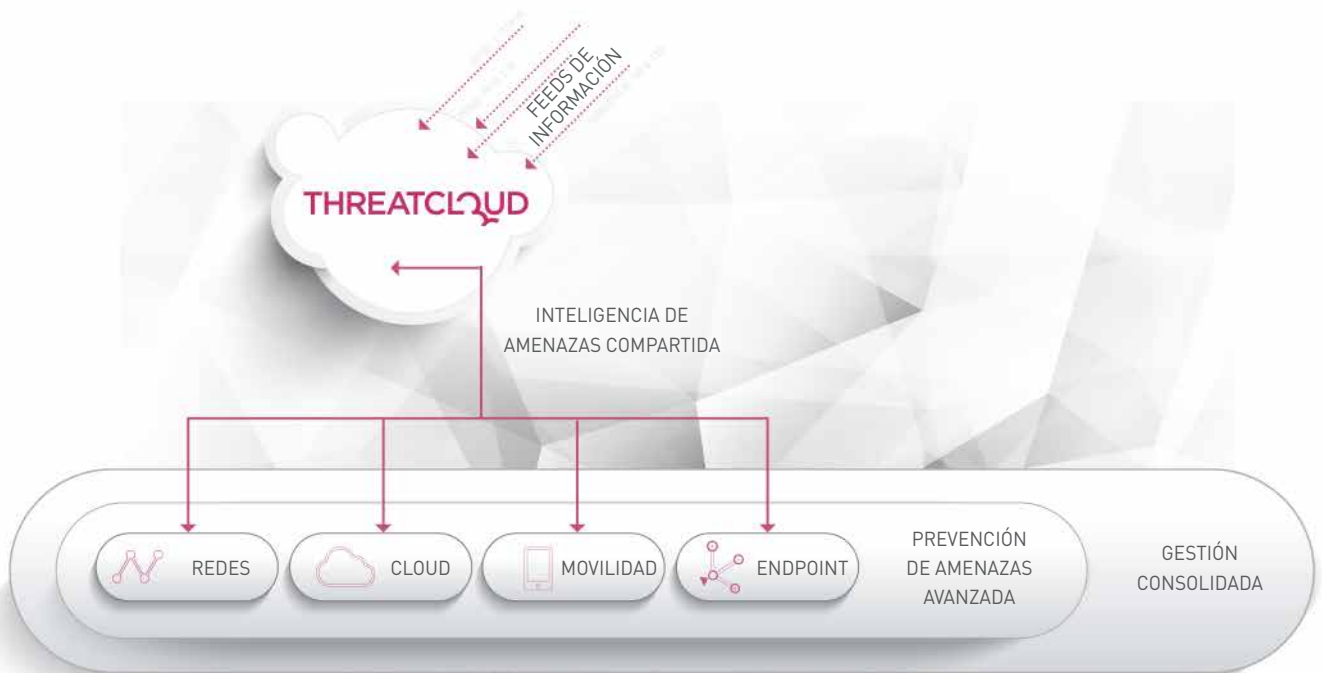 FEEDS DE
INFORMACIÓN
THREATCLOUD
INTELIGENCIA DE
AMENAZAS COMPARTIDA
REDES
CLOUD
MOVILIDAD
ENDPOINT
PREVENCIÓN
DE AMENAZAS
AVANZADA
GESTIÓN
CONSOLIDADA